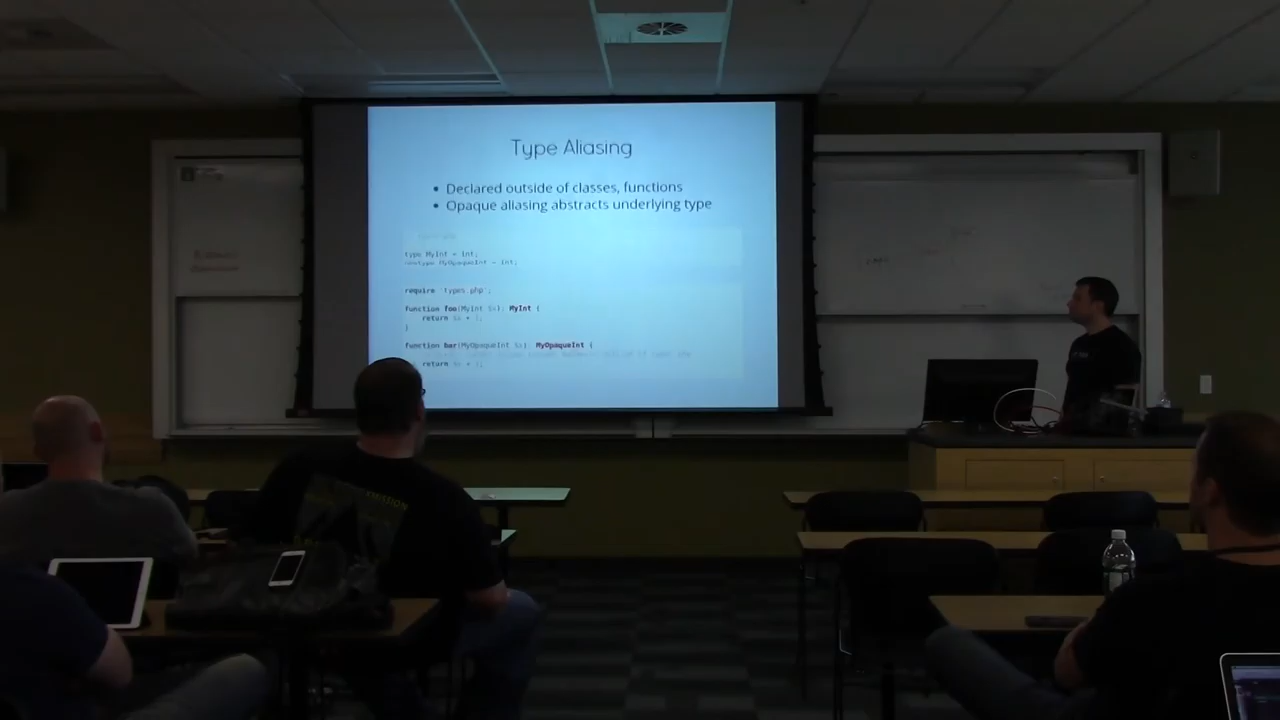 Type Aliasing
• Declared outside of classes, functions
• Opaque aliasing abstracts underlying type
type MyInt = int;
newtype MyOpaqueInt = int;
require 'types.php';
function foo(MyInt $x): MyInt {
return $x + 1;
}
function bar(MyOpaqueInt $x): MyOpaqueInt {
return $x + 1;